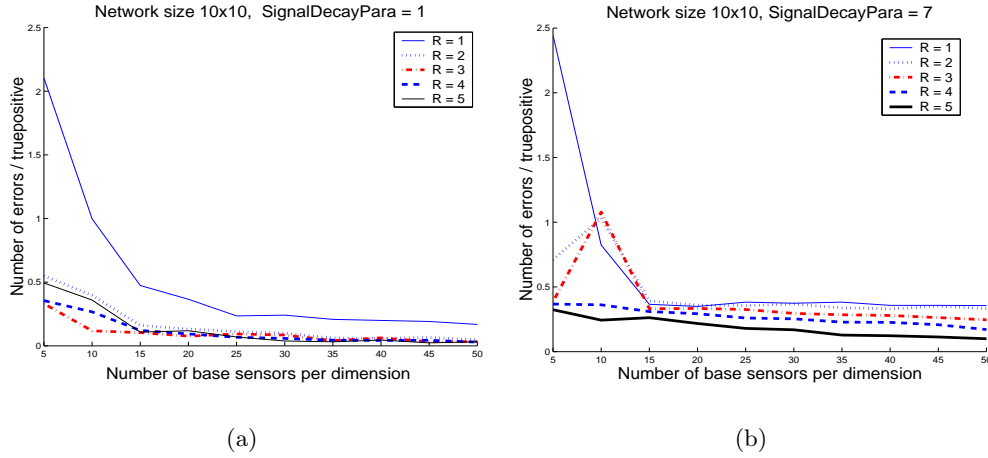 Network size 10x10, SignalDecayPara = 1
2.5
2
1.5
1
0.5
0
5 10 15 20 25 30 35 40 45 50
Number of errors / truepositive
Number of base sensors per dimension
R = 1
R = 2
R = 3
R = 4
R = 5
(a)
Network size 10x10, SignalDecayPara = 7
2.5
2
1.5
1
0.5
0
5 10 15 20 25 30 35 40 45 50
Number of errors / truepositive
Number of base sensors per dimension
R = 1
R = 2
R = 3
R = 4
R = 5
(b)